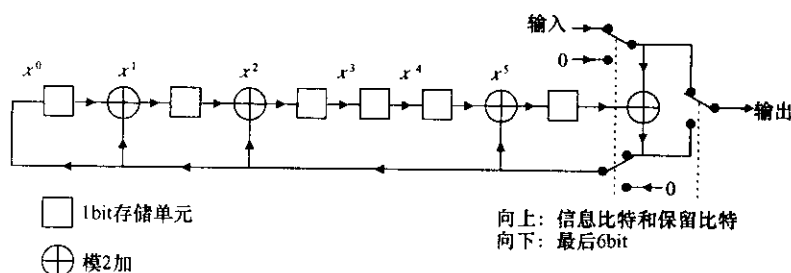 输入
0
x⁰
x¹
x²
x³
x⁴
x⁵
输出
0
1bit存储单元
模2加
向上：信息比特和保留比特
向下：最后6bit